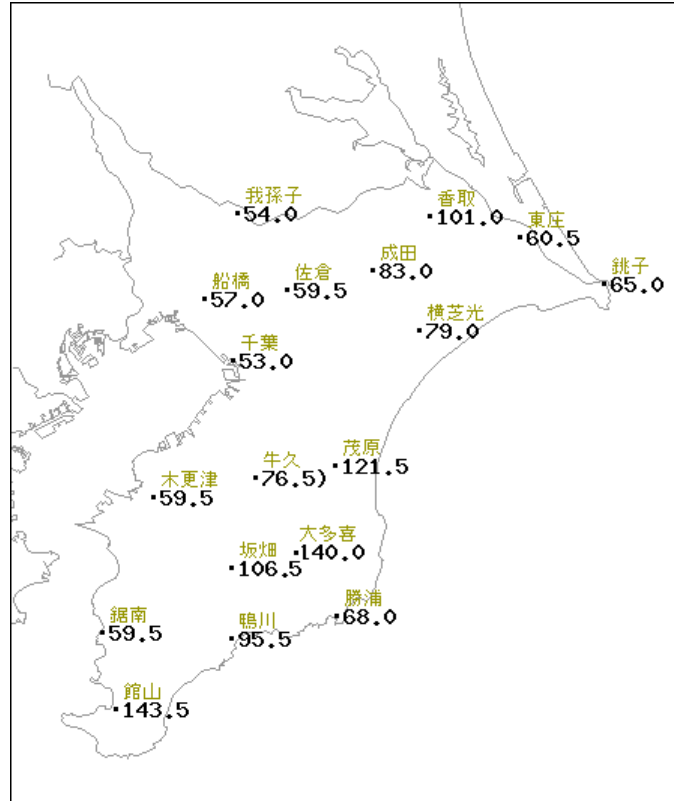 我孫子
54.0
香取
101.0
東庄
60.5
成田
83.0
銚子
65.0
佐倉
59.5
船橋
57.0
横芝光
79.0
千葉
53.0
茂原
121.5
牛久
76.5)
木更津
59.5
大多喜
140.0
坂畑
106.5
勝浦
68.0
鋸南
59.5
鴨川
95.5
館山
143.5